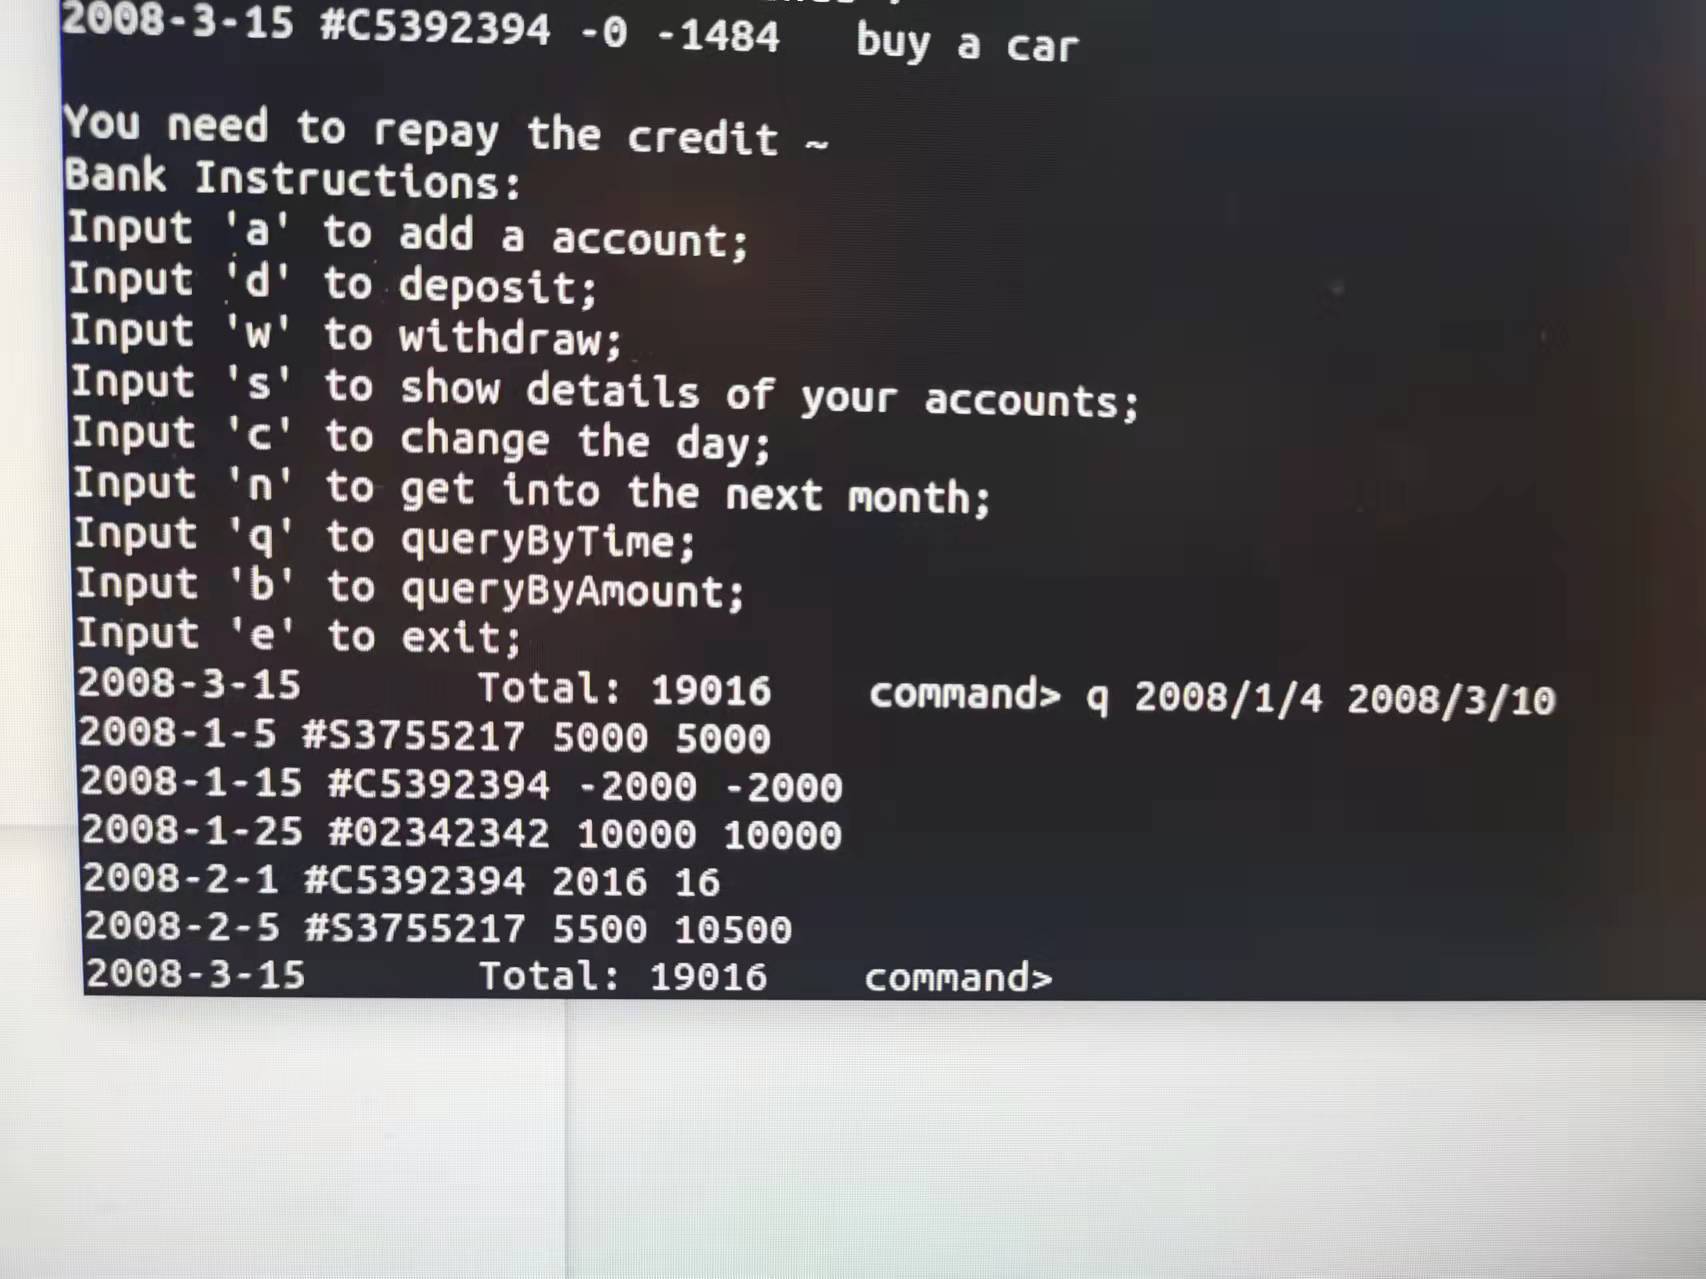 2008-3-15 #C5392394 -0 -1484 buy a car
You need to repay the credit ~
Bank Instructions:
Input 'a' to add a account;
Input 'd' to deposit;
Input 'w' to withdraw;
Input 's' to show details of your accounts;
Input 'c' to change the day;
Input 'n' to get into the next month;
Input 'q' to queryByTime;
Input 'b' to queryByAmount;
Input 'e' to exit;
2008-3-15 Total: 19016 command> q 2008/1/4 2008/3/10
2008-1-5 #S3755217 5000 5000
2008-1-15 #C5392394 -2000 -2000
2008-1-25 #02342342 10000 10000
2008-2-1 #C5392394 2016 16
2008-2-5 #S3755217 5500 10500
2008-3-15 Total: 19016 command>